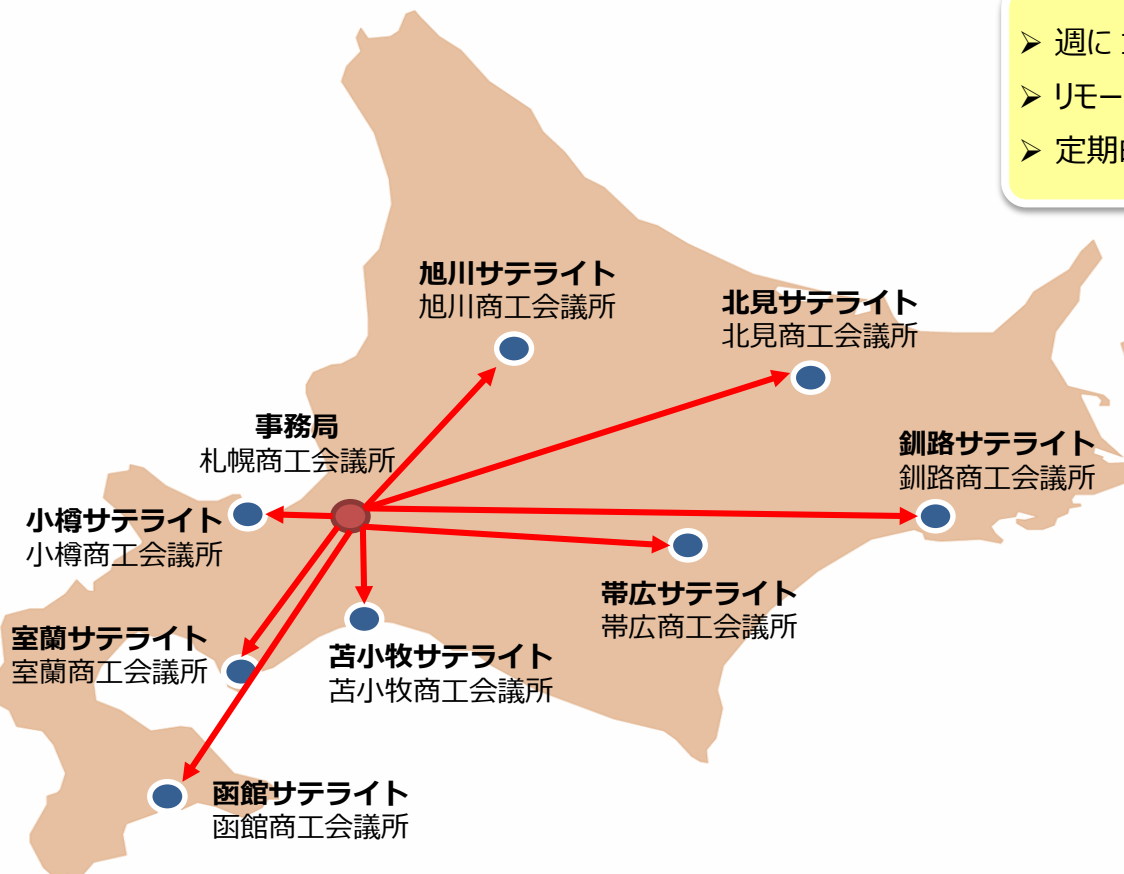 ➢ 週に
➢ リモー
➢ 定期
旭川サテライト
旭川商工会議所
北見サテライト
北見商工会議所
事務局
札幌商工会議所
釧路サテライト
釧路商工会議所
小樽サテライト
小樽商工会議所
帯広サテライト
帯広商工会議所
室蘭サテライト
室蘭商工会議所
苫小牧サテライト
苫小牧商工会議所
函館サテライト
函館商工会議所